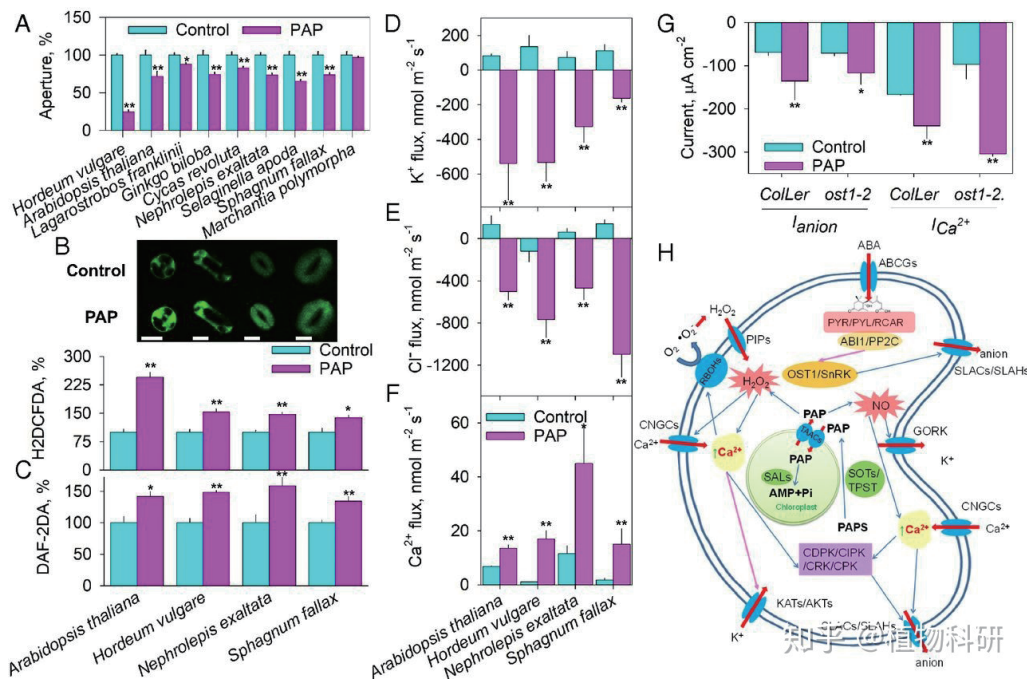 A
Control
PAP
Aperture, %
150
100
50
0
**
**
*
**
**
**
**
**
Hordeum vulgare
Arabidopsis thaliana
Lagarostrobos franklinii
Ginkgo biloba
Cycas revoluta
Nephrolepis exaltata
Selaginella apoda
Sphagnum fallax
Marchantia polymorpha
B
Control
PAP
Control
PAP
H2DCFDA, %
300
225
150
75
0
**
**
**
*
C
DAF-2DA, %
150
100
50
0
*
**
**
**
Arabidopsis thaliana
Hordeum vulgare
Nephrolepis exaltata
Sphagnum fallax
D
K+ flux, nmol m-2 s-1
200
0
-200
-400
-600
**
**
**
**
E
Cl- flux, nmol m-2 s-1
0
-400
-800
-1200
**
**
**
**
F
Control
PAP
Ca2+ flux, nmol m-2 s-1
60
40
20
0
**
**
*
**
Arabidopsis thaliana
Hordeum vulgare
Nephrolepis exaltata
Sphagnum fallax
G
Current, µA cm-2
0
-100
-200
-300
**
*
**
**
Control
PAP
ColLer ost1-2 ColLer ost1-2.
Ianion
ICa2+
H
ABA
ABCGs
PYR/PYL/RCAR
ABI1/PP2C
OST1/SnRK
anion
SLACs/SLAHs
H2O2
•O2-
O2
PIPs
RBOHs
H2O2
NO
PAP
PAP
TAACs
PAP
SALs
AMP+Pi
Chloroplast
SOTs/
TPST
PAPS
GORK
K+
CNGCs
Ca2+
↑Ca2+
CNGCs
Ca2+
↑Ca2+
CDPK/CIPK
/CRK/CPK
KATs/AKTs
K+
SLACs/SLAHs
anion
知乎 @植物科研